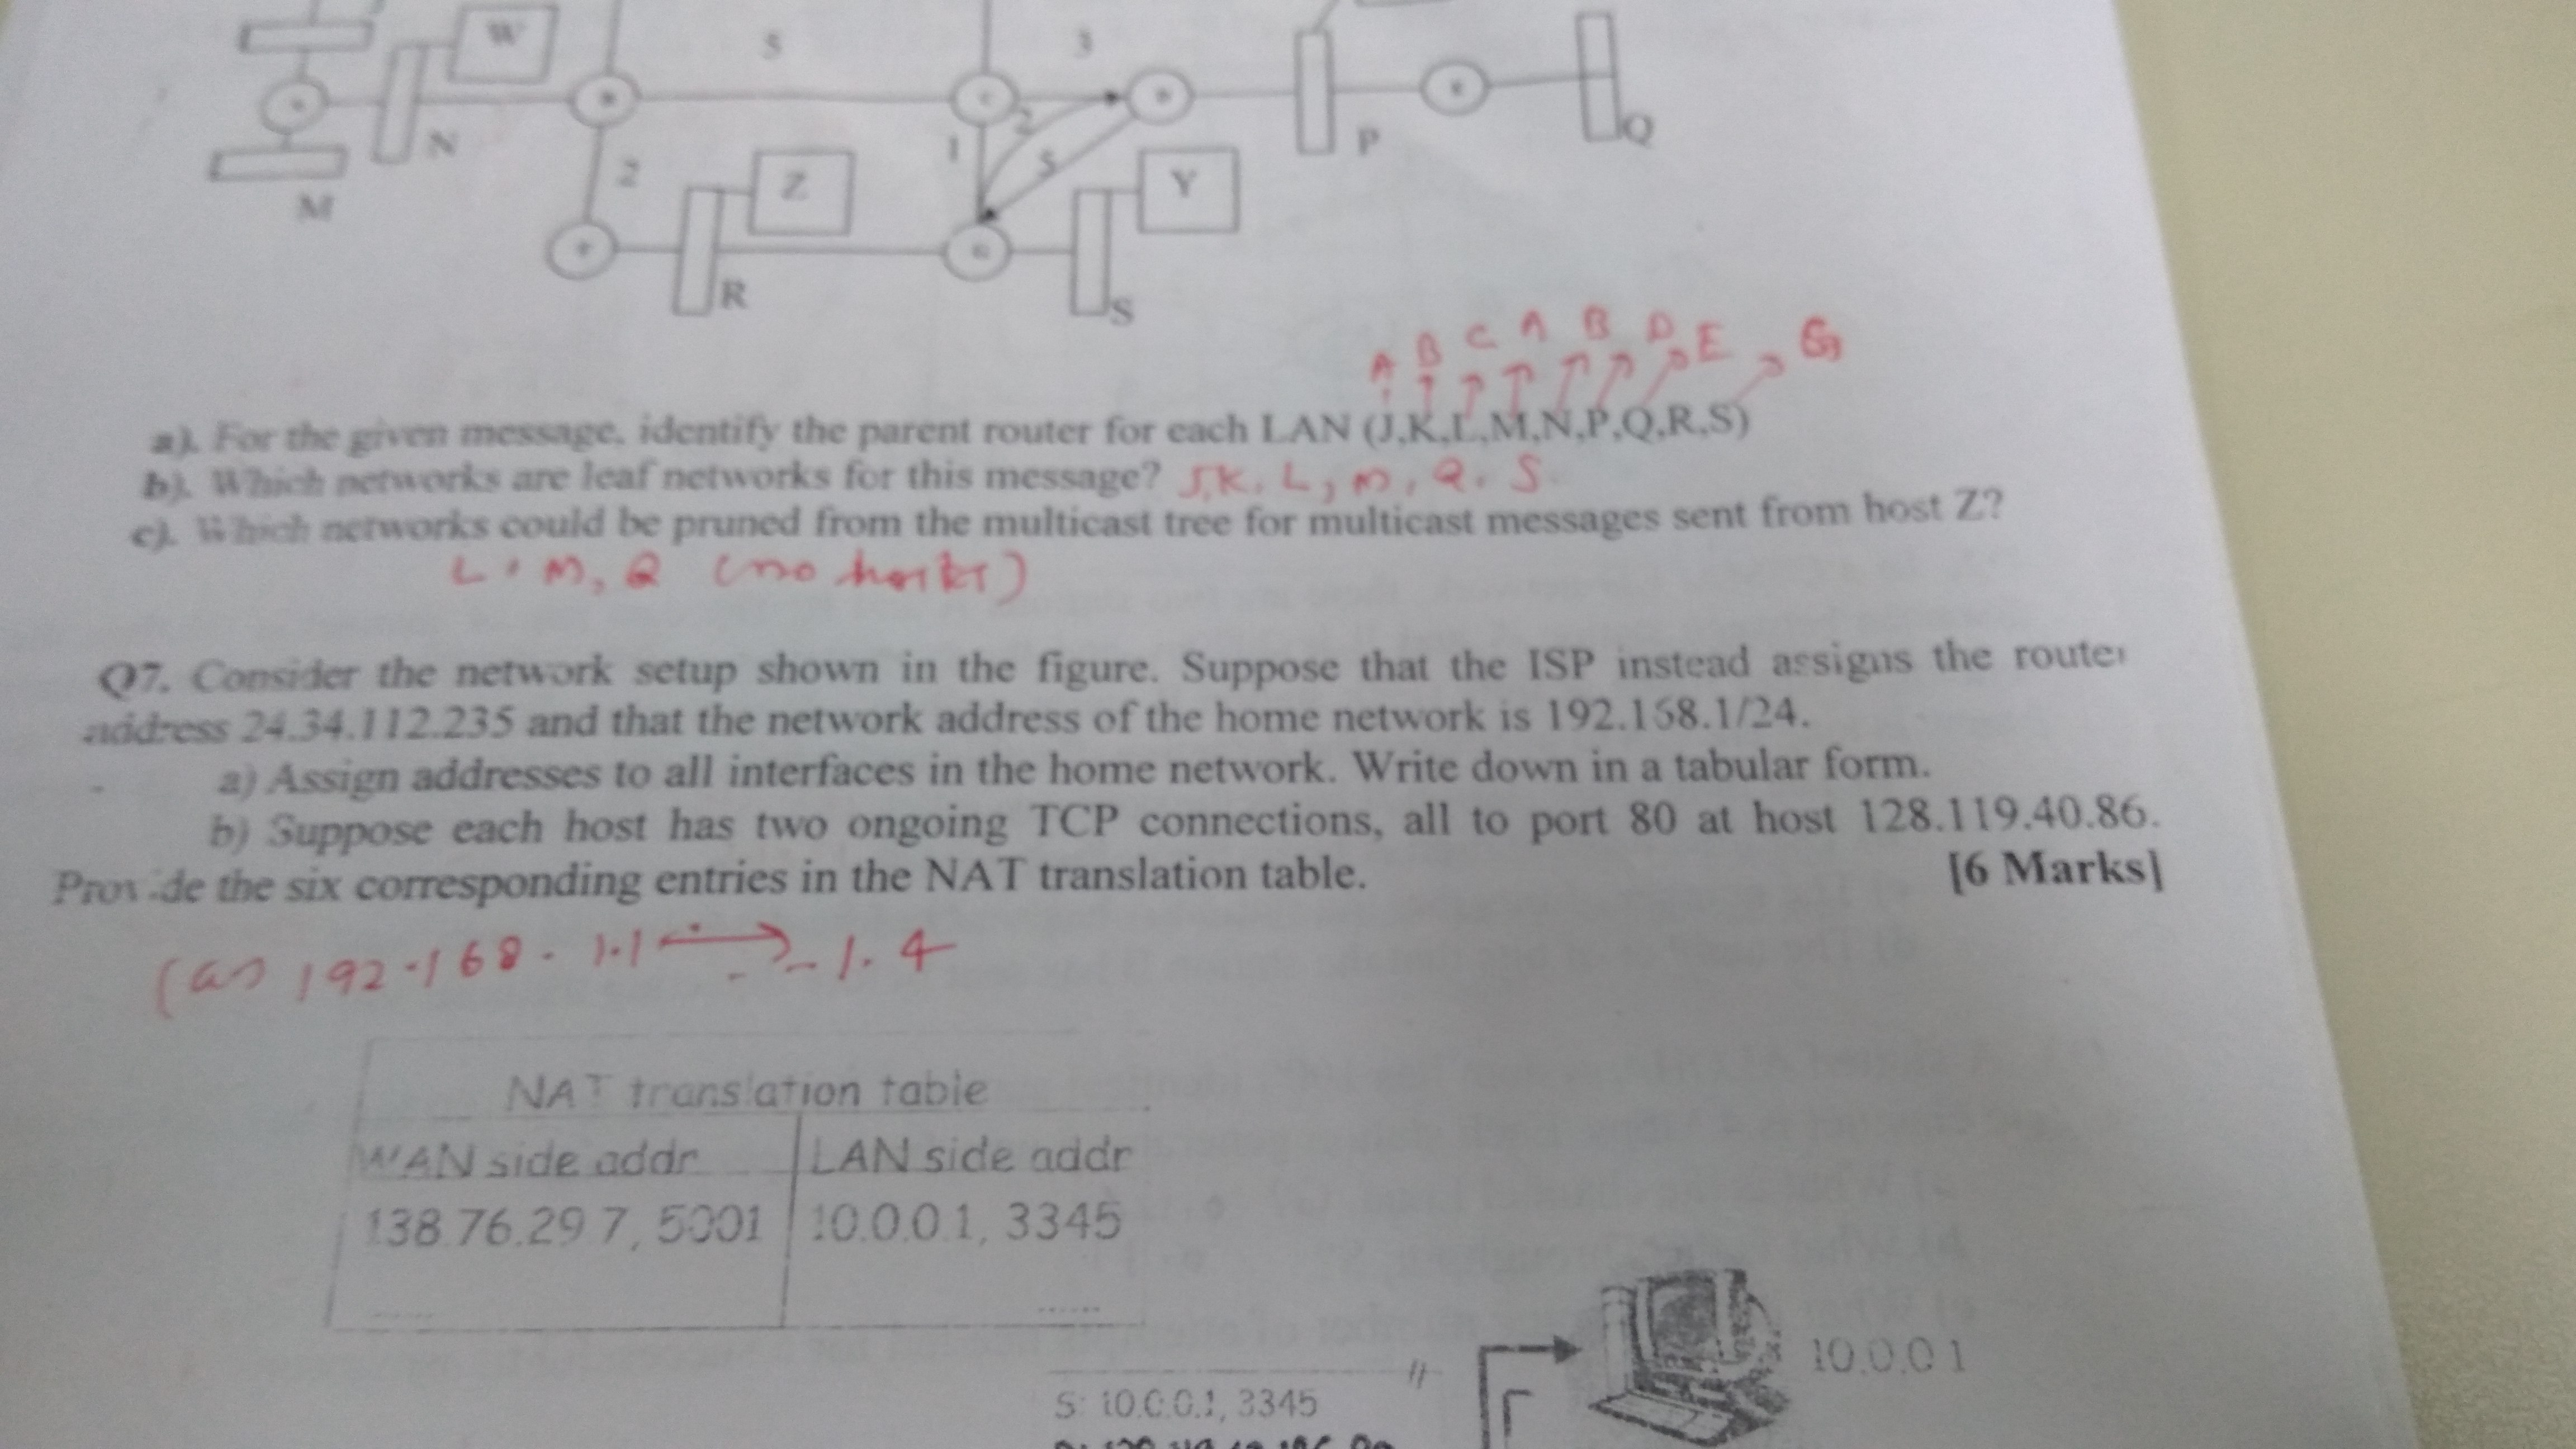 W
5
3
N
2
P
Q
2
1
5
Z
Y
M
R
S
A B C A B D E G
a). For the given message, identify the parent router for each LAN (J,K,L,M,N,P,Q,R,S)
b). Which networks are leaf networks for this message? J,K, L, M, Q, S.
c). Which networks could be pruned from the multicast tree for multicast messages sent from host Z?
L, M, Q (no hosts)
Q7. Consider the network setup shown in the figure. Suppose that the ISP instead assigns the router
address 24.34.112.235 and that the network address of the home network is 192.168.1/24.
a) Assign addresses to all interfaces in the home network. Write down in a tabular form.
b) Suppose each host has two ongoing TCP connections, all to port 80 at host 128.119.40.86.
Provide the six corresponding entries in the NAT translation table. [6 Marks]
(a) 192.168.1.1 ⟷ - 1.4
NAT translation table
WAN side addr LAN side addr
138.76.29.7, 5001 10.0.0.1, 3345
...... ......
10.0.0.1
S: 10.0.0.1, 3345